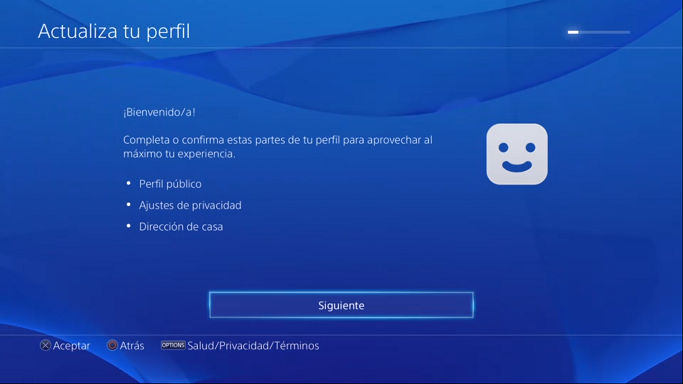 Actualiza tu perfil
¡Bienvenido/a!
Completa o confirma estas partes de tu perfil para aprovechar al
máximo tu experiencia.
• Perfil público
• Ajustes de privacidad
• Dirección de casa
Siguiente
Aceptar Atrás OPTIONS Salud/Privacidad/Términos